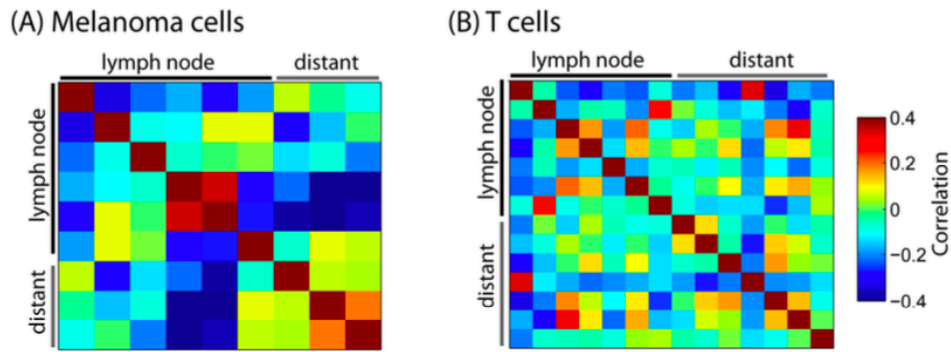 (A) Melanoma cells
lymph node distant
lymph node
distant
(B) T cells
lymph node distant
lymph node
distant
0.4
0.2
0
−0.2
−0.4
Correlation